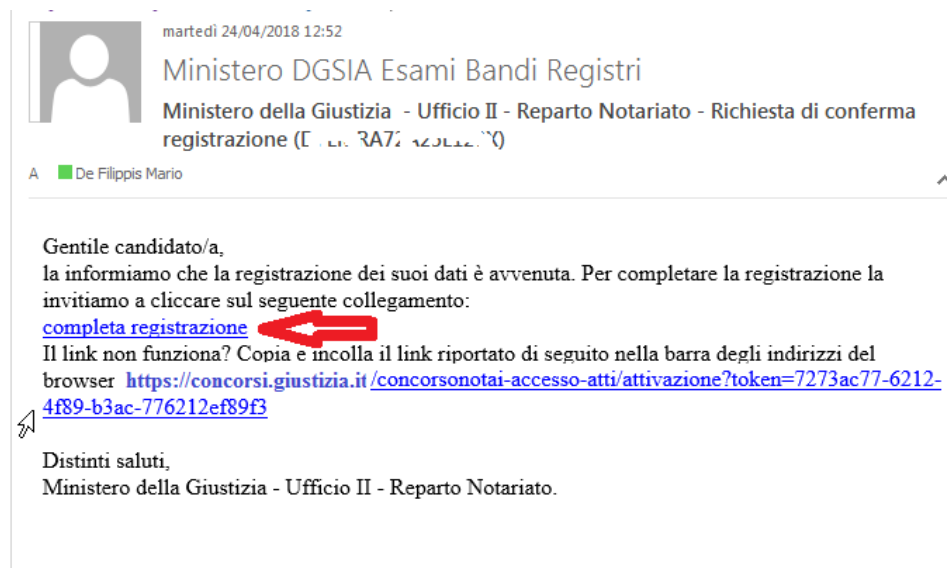 martedì 24/04/2018 12:52
Ministero DGSIA Esami Bandi Registri
Ministero della Giustizia - Ufficio II - Reparto Notariato - Richiesta di conferma
registrazione
A De Filippis Mario
Gentile candidato/a,
la informiamo che la registrazione dei suoi dati è avvenuta. Per completare la registrazione la
invitiamo a cliccare sul seguente collegamento:
completa registrazione
Il link non funziona? Copia e incolla il link riportato di seguito nella barra degli indirizzi del
browser https://concorsi.giustizia.it/concorsonotai-accesso-atti/attivazione?token=7273ac77-6212-
4f89-b3ac-776212ef89f3
Distinti saluti,
Ministero della Giustizia - Ufficio II - Reparto Notariato.